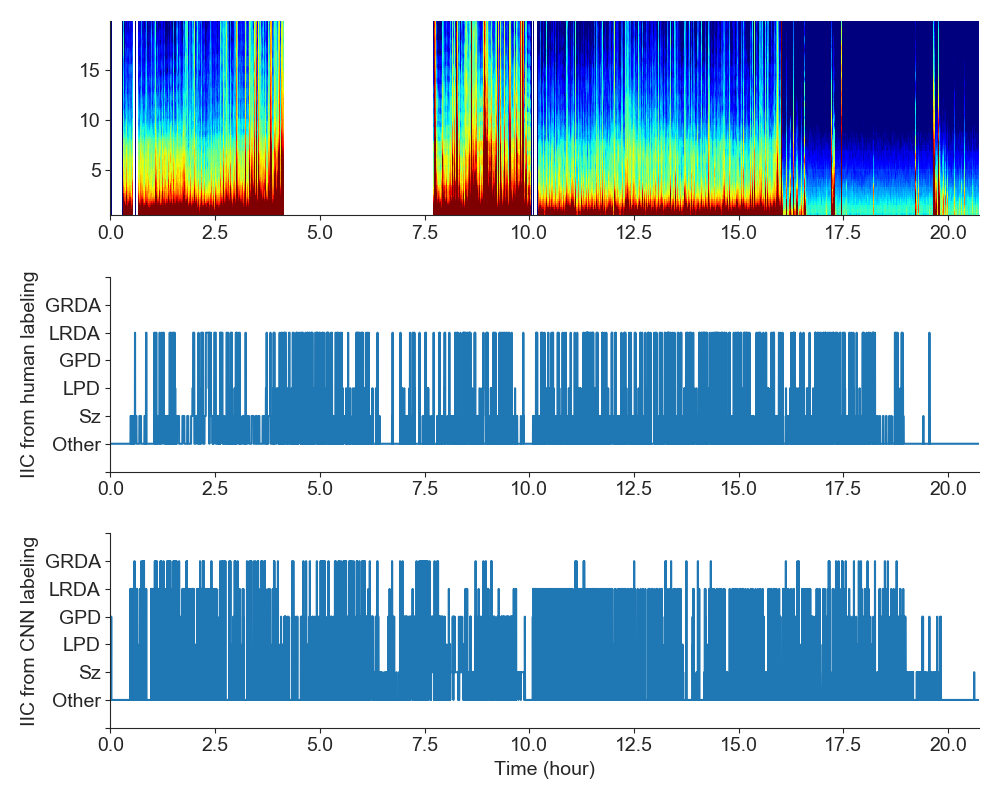 15
10
5
0.0 2.5 5.0 7.5 10.0 12.5 15.0 17.5 20.0
IIC from human labeling
GRDA
LRDA
GPD
LPD
Sz
Other
0.0 2.5 5.0 7.5 10.0 12.5 15.0 17.5 20.0
IIC from CNN labeling
GRDA
LRDA
GPD
LPD
Sz
Other
0.0 2.5 5.0 7.5 10.0 12.5 15.0 17.5 20.0
Time (hour)